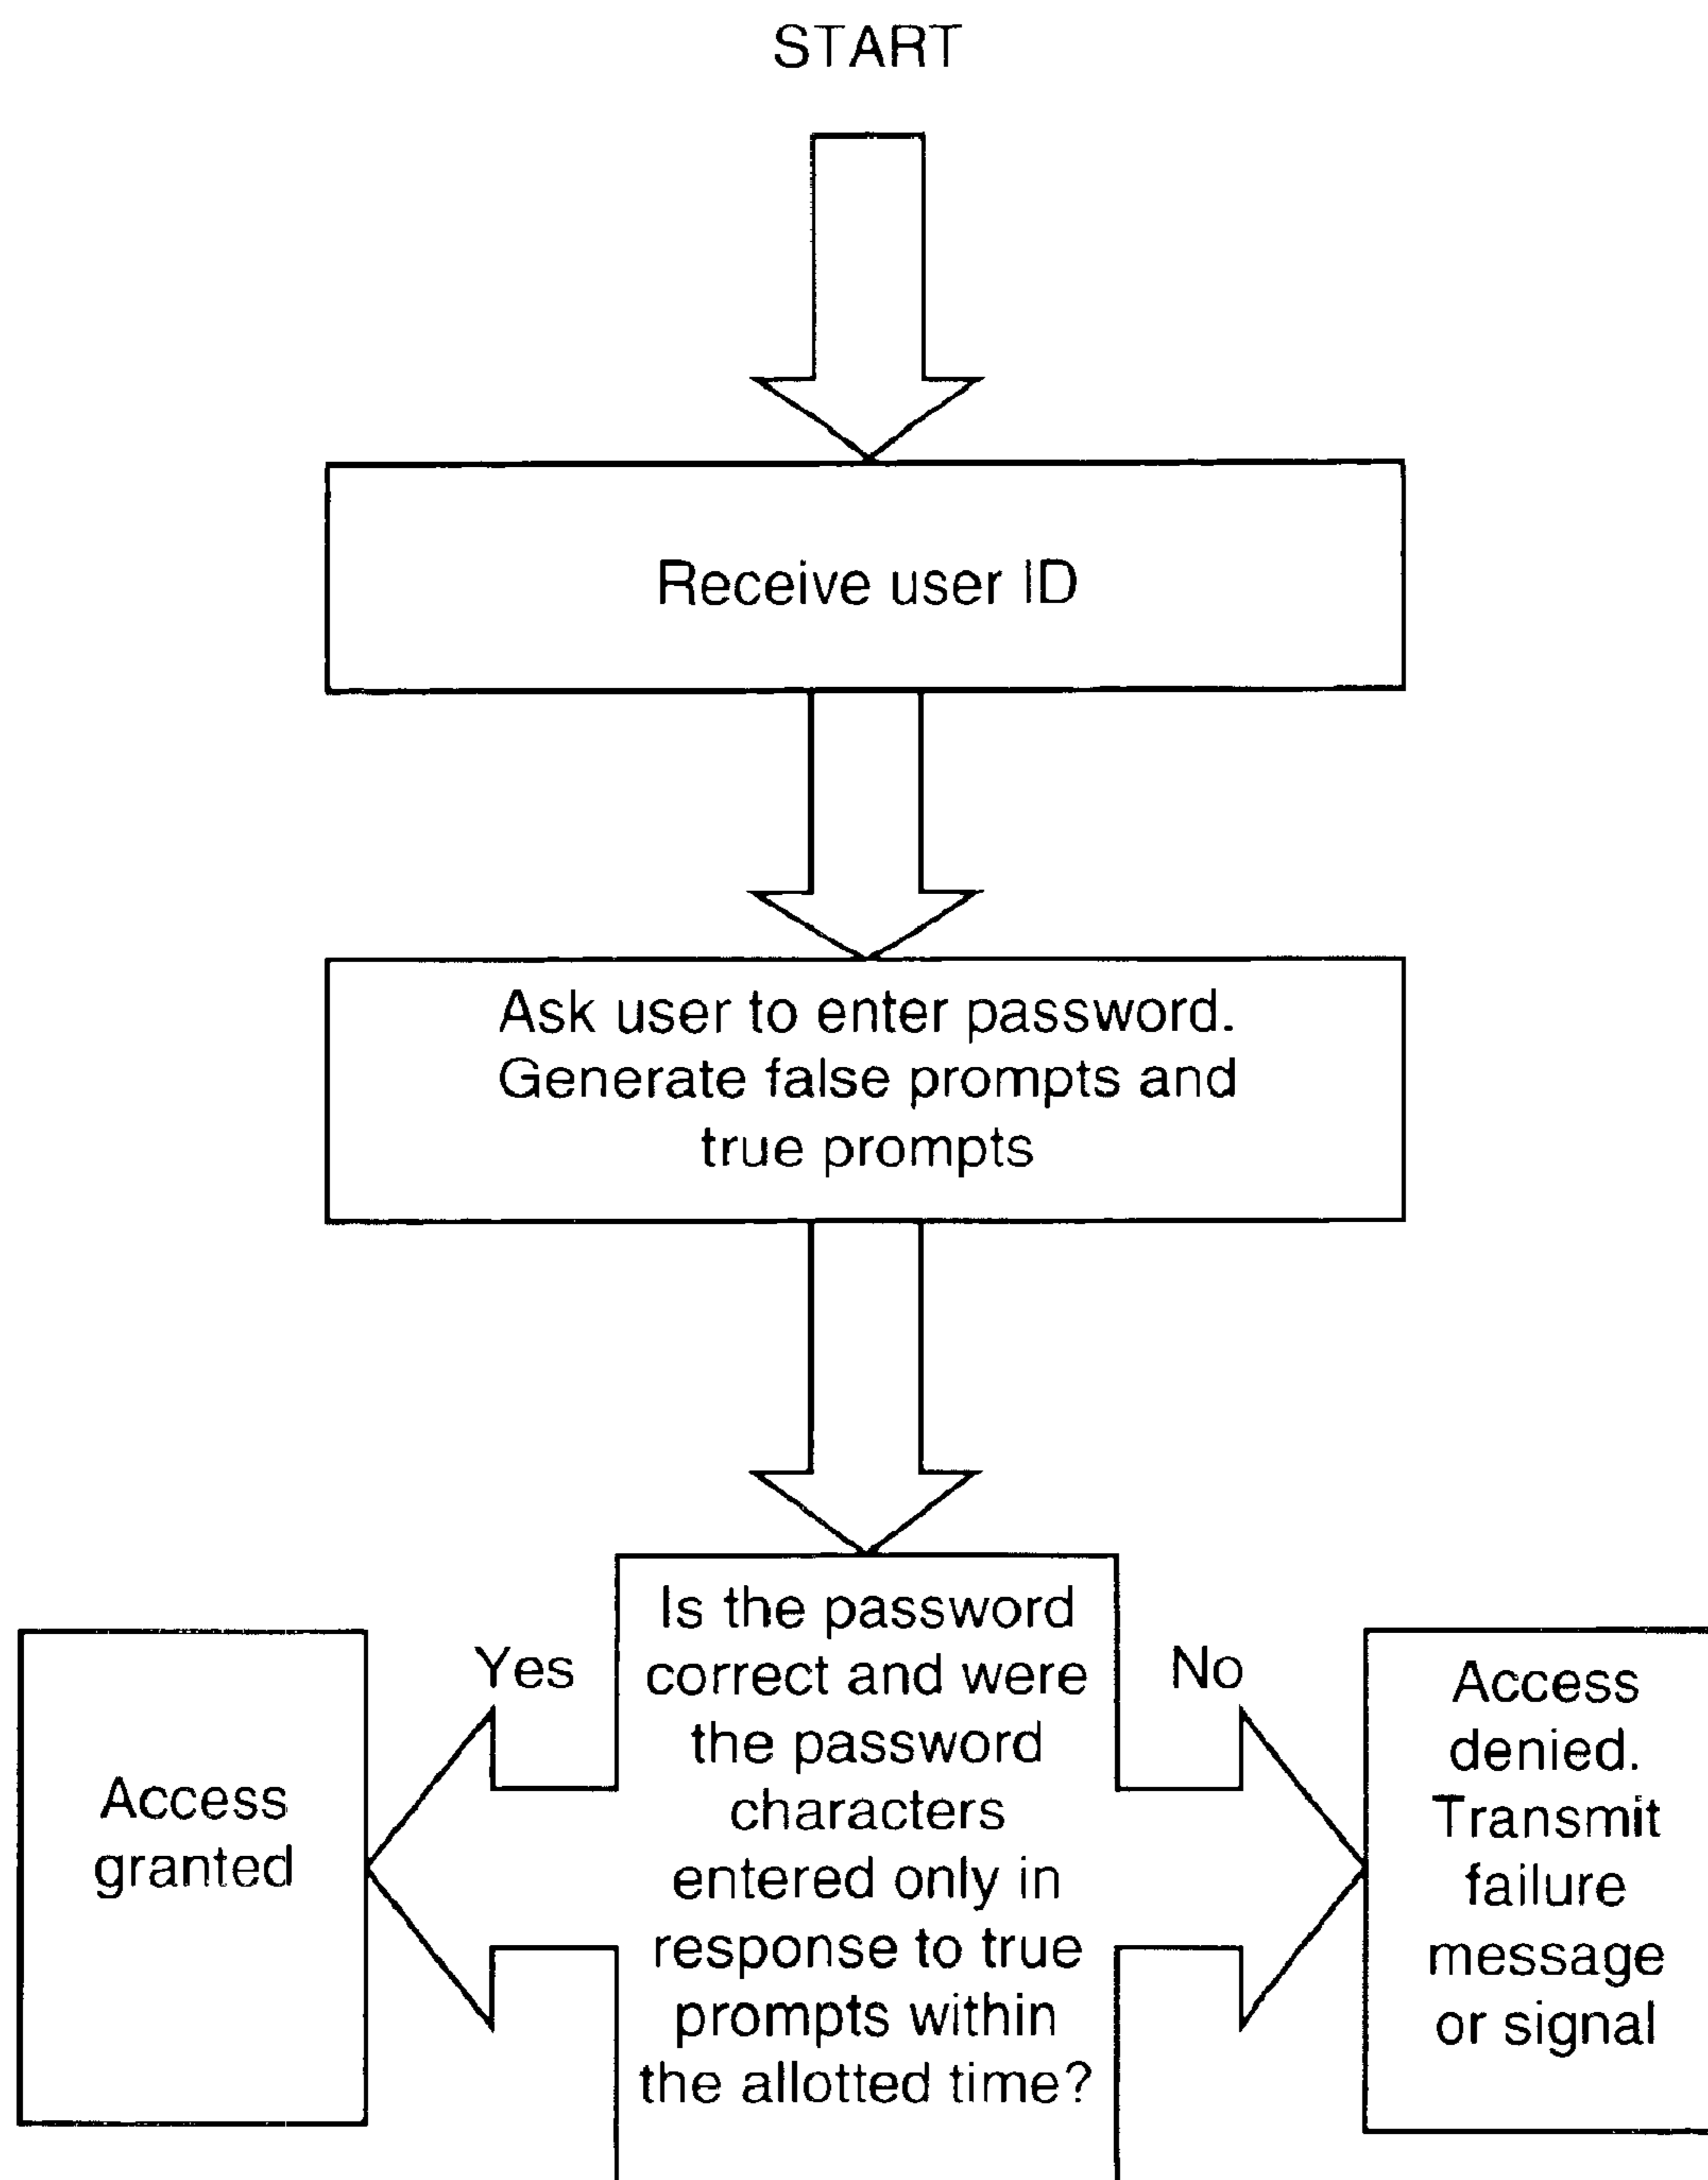 START
Receive user ID
Ask user to enter password.
Generate false prompts and
true prompts
Yes
Is the password
correct and were
the password
characters
entered only in
response to true
prompts within
the allotted time?
No
Access
granted
Access
denied.
Transmit
failure
message
or signal